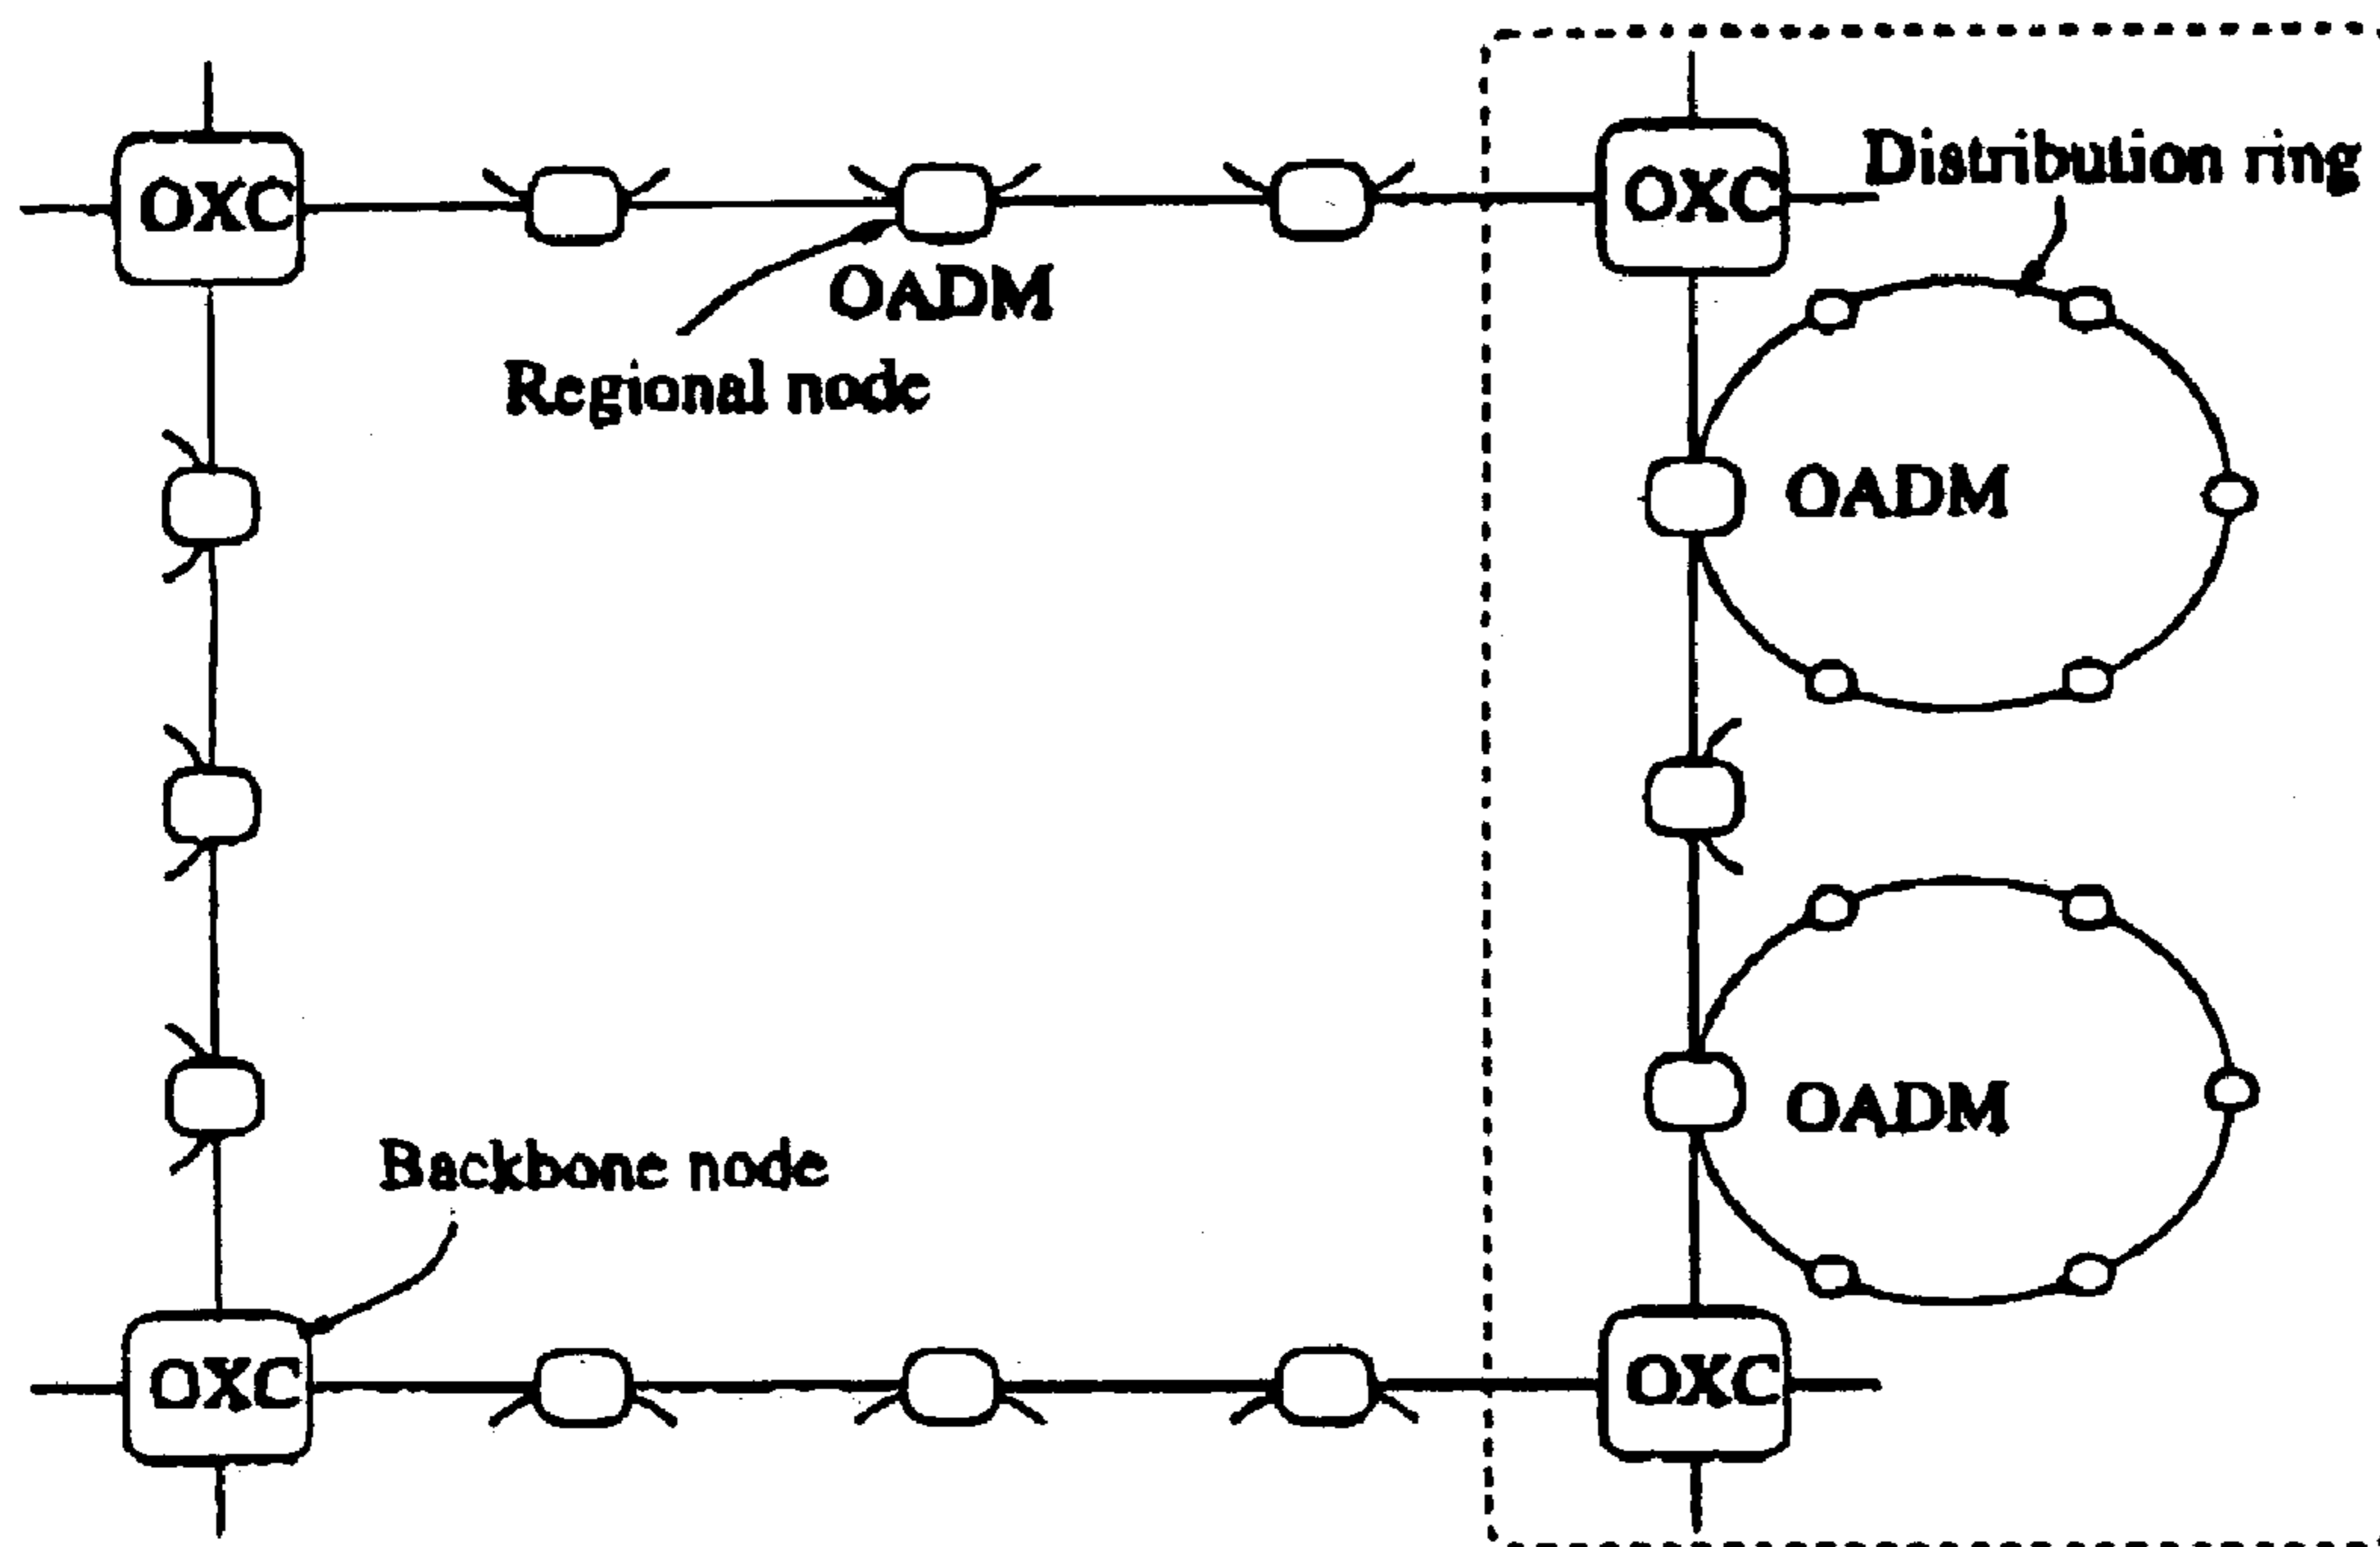 OXC
OXC
Distribution ring
OADM
Regional node
OADM
OADM
Backbone node
OXC
OXC